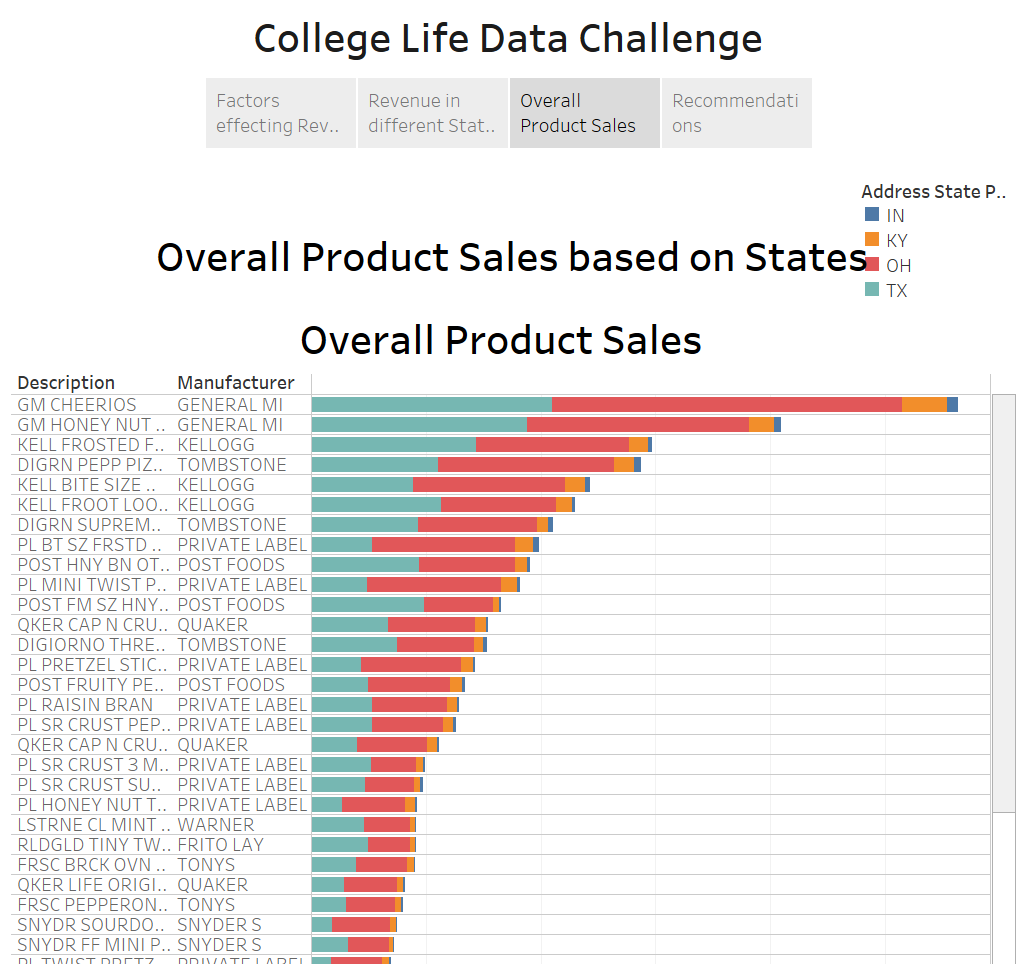 College Life Data Challenge
Factors
effecting Rev..
Revenue in
different Stat..
Overall
Product Sales
Recommendati
ons
Address State P..
IN
KY
OH
TX
Overall Product Sales based on States
Overall Product Sales
Description Manufacturer
GM CHEERIOS GENERAL MI
GM HONEY NUT .. GENERAL MI
KELL FROSTED F.. KELLOGG
DIGRN PEPP PIZ.. TOMBSTONE
KELL BITE SIZE .. KELLOGG
KELL FROOT LOO.. KELLOGG
DIGRN SUPREM.. TOMBSTONE
PL BT SZ FRSTD .. PRIVATE LABEL
POST HNY BN OT.. POST FOODS
PL MINI TWIST P.. PRIVATE LABEL
POST FM SZ HNY.. POST FOODS
QKER CAP N CRU.. QUAKER
DIGIORNO THRE.. TOMBSTONE
PL PRETZEL STIC.. PRIVATE LABEL
POST FRUITY PE.. POST FOODS
PL RAISIN BRAN PRIVATE LABEL
PL SR CRUST PEP.. PRIVATE LABEL
QKER CAP N CRU.. QUAKER
PL SR CRUST 3 M.. PRIVATE LABEL
PL SR CRUST SU.. PRIVATE LABEL
PL HONEY NUT T.. PRIVATE LABEL
LSTRNE CL MINT .. WARNER
RLDGLD TINY TW.. FRITO LAY
FRSC BRCK OVN .. TONYS
QKER LIFE ORIGI.. QUAKER
FRSC PEPPERON.. TONYS
SNYDR SOURDO.. SNYDER S
SNYDR FF MINI P.. SNYDER S
PL TWIST PRETZ.. PRIVATE LABEL